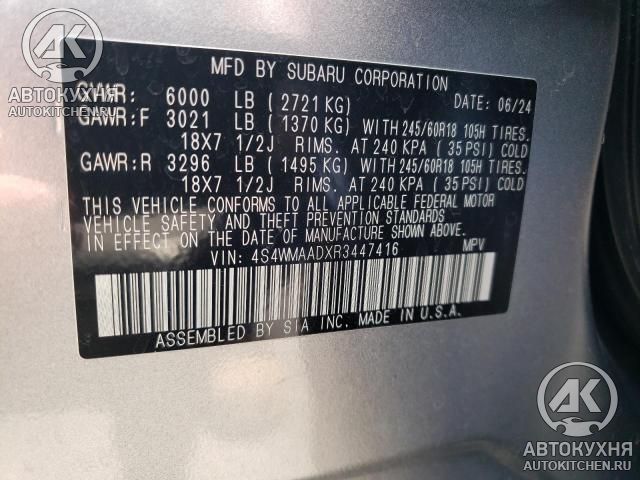 AK
АВТОКУХНЯ
AUTOKITCHEN.RU
MFD BY SUBARU CORPORATION
GVWR: 6000 LB (2721 KG) DATE: 06/24
GAWR:F 3021 LB (1370 KG) WITH 245/60R18 105H TIRES.
18X7 1/2J RIMS. AT 240 KPA (35 PSI) COLD
GAWR:R 3296 LB (1495 KG) WITH 245/60R18 105H TIRES.
18X7 1/2J RIMS. AT 240 KPA (35 PSI) COLD
THIS VEHICLE CONFORMS TO ALL APPLICABLE FEDERAL MOTOR
VEHICLE SAFETY AND THEFT PREVENTION STANDARDS
IN EFFECT ON THE DATE OF MANUFACTURE SHOWN ABOVE.
VIN: 4S4WMAADXR3447416 MPV
ASSEMBLED BY SIA INC. MADE IN U.S.A.
AK
АВТОКУХНЯ
AUTOKITCHEN.RU